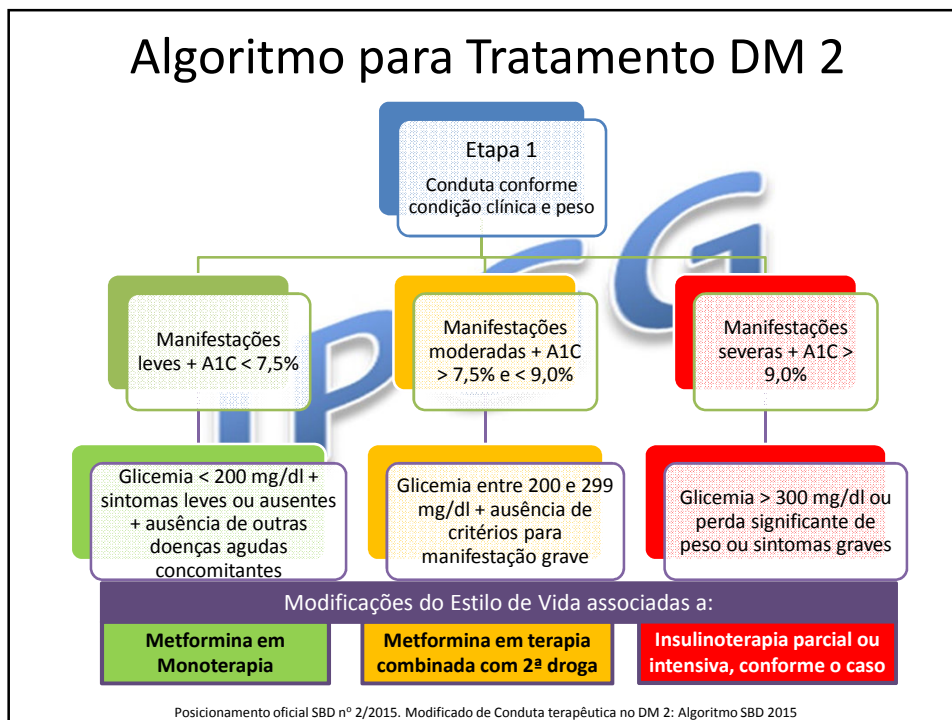 Algoritmo para Tratamento DM 2
Etapa 1
Conduta conforme
condição clínica e peso
Manifestações
leves + A1C < 7,5%
Manifestações
moderadas + A1C
> 7,5% e < 9,0%
Manifestações
severas + A1C >
9,0%
Glicemia < 200 mg/dl +
sintomas leves ou ausentes
+ ausência de outras
doenças agudas
concomitantes
Glicemia entre 200 e 299
mg/dl + ausência de
critérios para
manifestação grave
Glicemia > 300 mg/dl ou
perda significante de
peso ou sintomas graves
Modificações do Estilo de Vida associadas a:
Metformina em
Monoterapia
Metformina em terapia
combinada com 2ª droga
Insulinoterapia parcial ou
intensiva, conforme o caso
Posicionamento oficial SBD nº 2/2015. Modificado de Conduta terapêutica no DM 2: Algoritmo SBD 2015